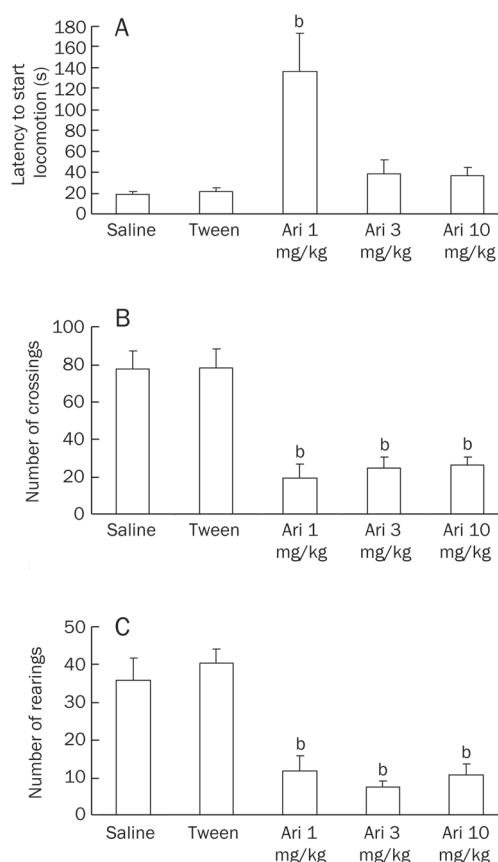 A
Latency to start
locomotion (s)
180
160
140
120
100
80
60
40
20
0
b
Saline Tween Ari 1 Ari 3 Ari 10
mg/kg mg/kg mg/kg
B
Number of crossings
100
80
60
40
20
0
b b b
Saline Tween Ari 1 Ari 3 Ari 10
mg/kg mg/kg mg/kg
C
Number of rearings
50
40
30
20
10
0
b b b
Saline Tween Ari 1 Ari 3 Ari 10
mg/kg mg/kg mg/kg